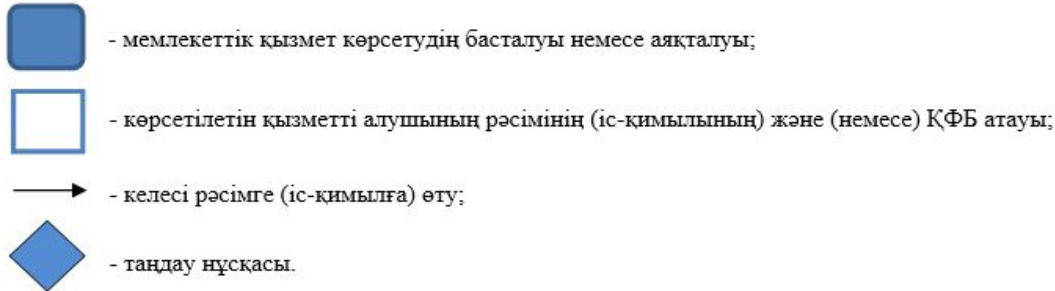 - мемлекеттік қызмет көрсетудің басталуы немесе аяқталуы;
- көрсетілетін қызметті алушының рәсімінің (іс-қимылының) және (немесе) ҚФБ атауы;
- келесі рәсімге (іс-қимылға) өту;
- таңдау нұсқасы.